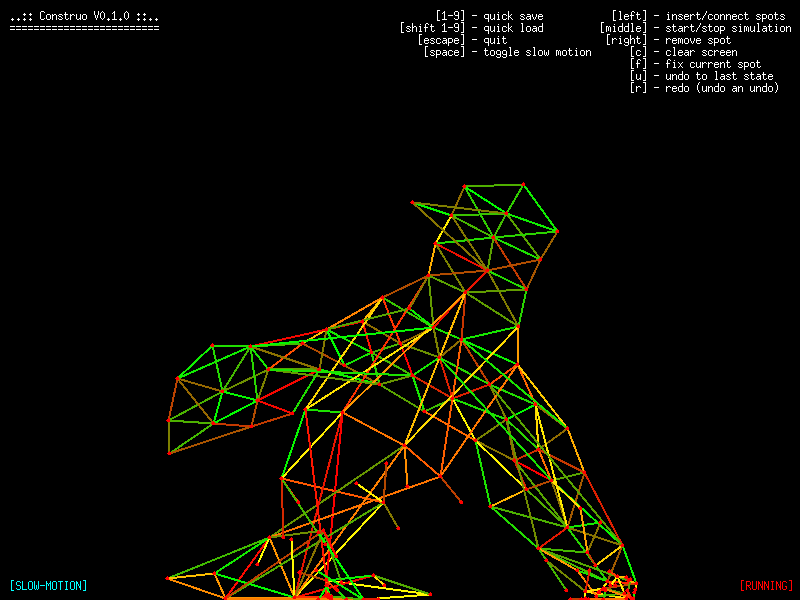 ..:: Construo V0.1.0 ::..
=========================
[1-9] - quick save
[shift 1-9] - quick load
[escape] - quit
[space] - toggle slow motion
[left] - insert/connect spots
[middle] - start/stop simulation
[right] - remove spot
[c] - clear screen
[f] - fix current spot
[u] - undo to last state
[r] - redo (undo an undo)
[SLOW-MOTION]
[RUNNING]